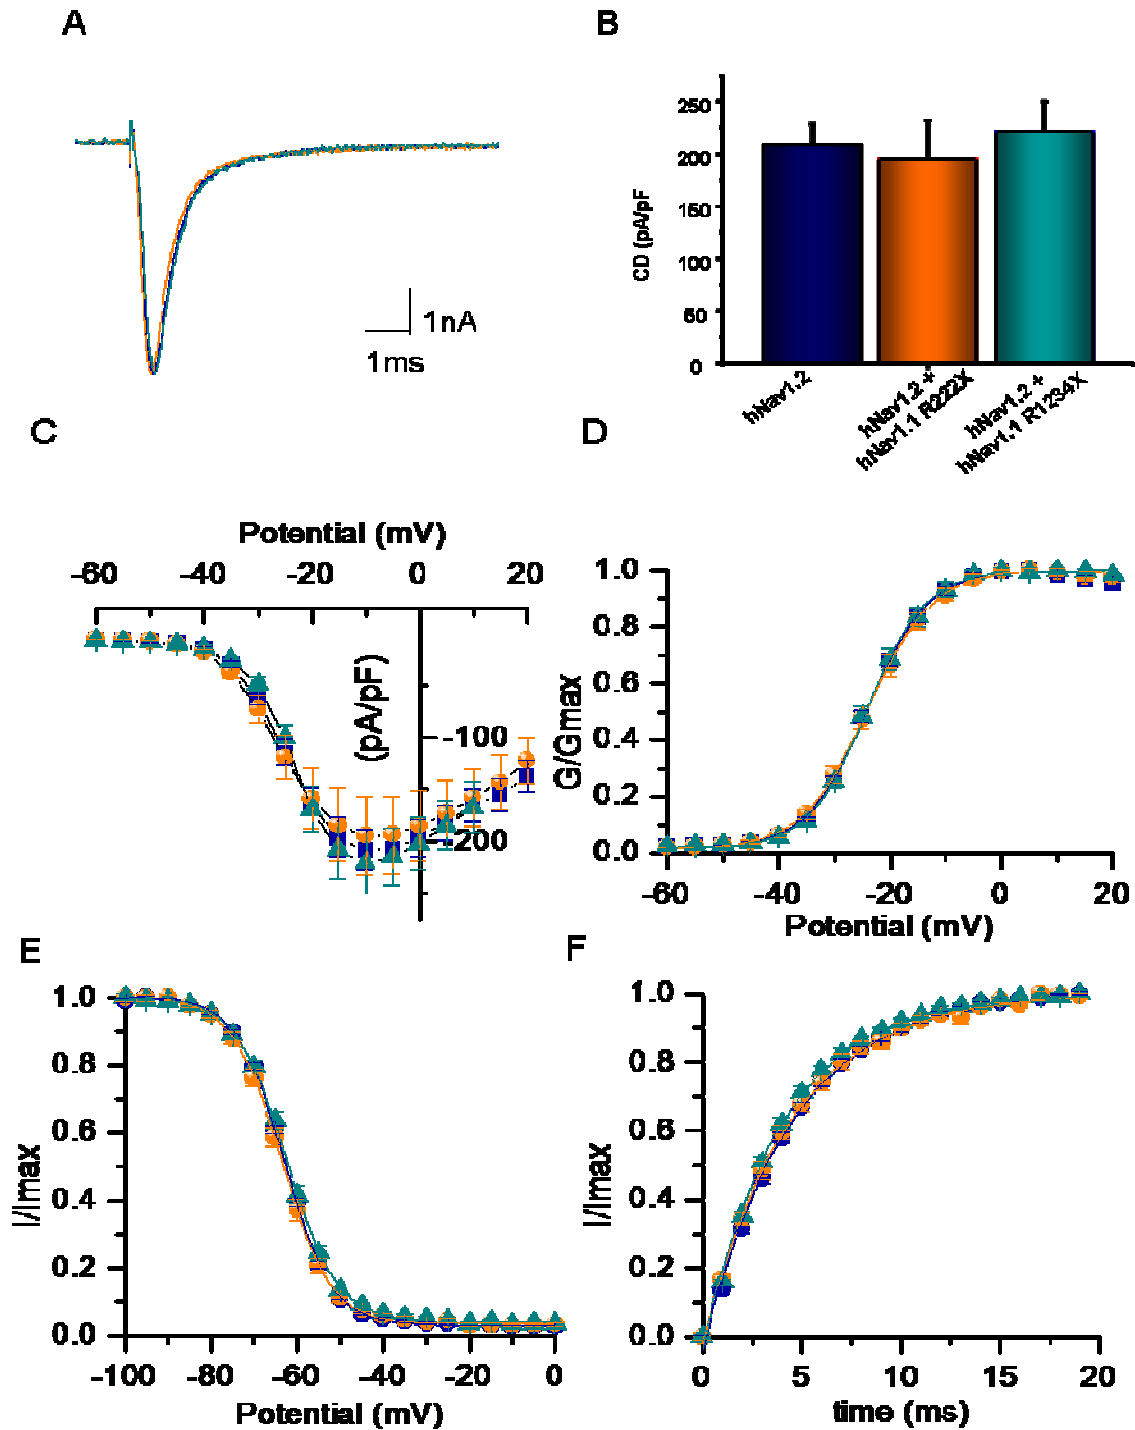 A
B
1nA
1ms
CD (pA/pF
250
200
150
100
50
0
hNav1.2
hNav1.2 +
hNav1.1 R222X
hNav1.2 +
hNav1.1 R1234X
C
D
Potential (mV)
-60 -40 -20 0 20
(pA/pF)
-100
-200
G/Gmax
1.0
0.8
0.6
0.4
0.2
0.0
-60 -40 -20 0 20
Potential (mV)
E
F
I/Imax
1.0
0.8
0.6
0.4
0.2
0.0
-100 -80 -60 -40 -20 0
Potential (mV)
I/Imax
1.0
0.8
0.6
0.4
0.2
0.0
0 5 10 15 20
time (ms)